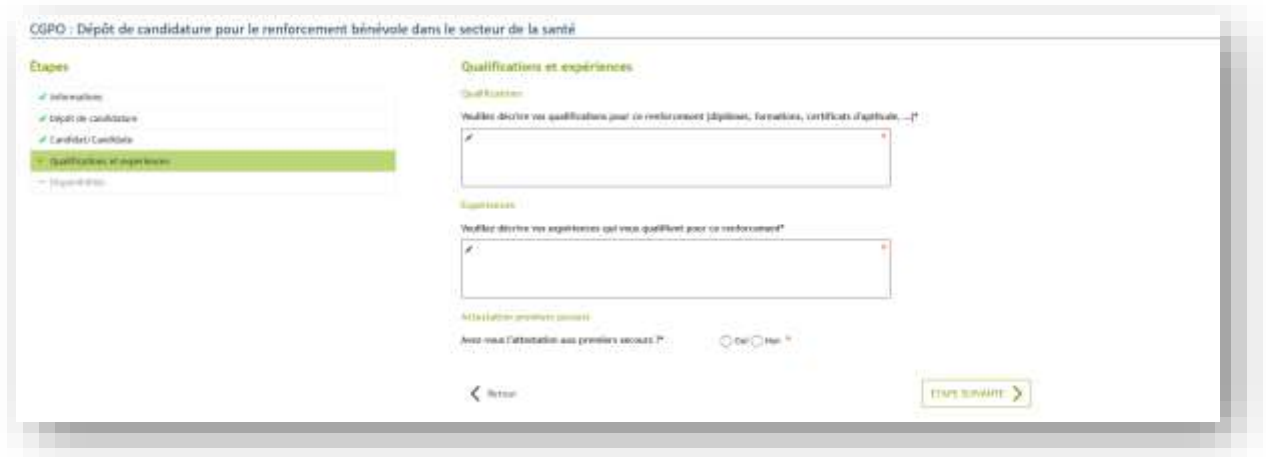 CGPO : Dépôt de candidature pour le renforcement bénévole dans le secteur de la santé
Étapes
Informations
Dépôt de candidature
Candidat/Candidate
Qualifications et expériences
Disponibilités
Qualifications et expériences
Qualifications
Veuillez décrire vos qualifications pour ce renforcement (diplômes, formations, certificats d'aptitude, ...)*
*
Expériences
Veuillez décrire vos expériences qui vous qualifient pour ce renforcement*
*
Attestation premiers secours
Avez-vous l'attestation aux premiers secours ?* Oui Non *
Retour
ETAPE SUIVANTE